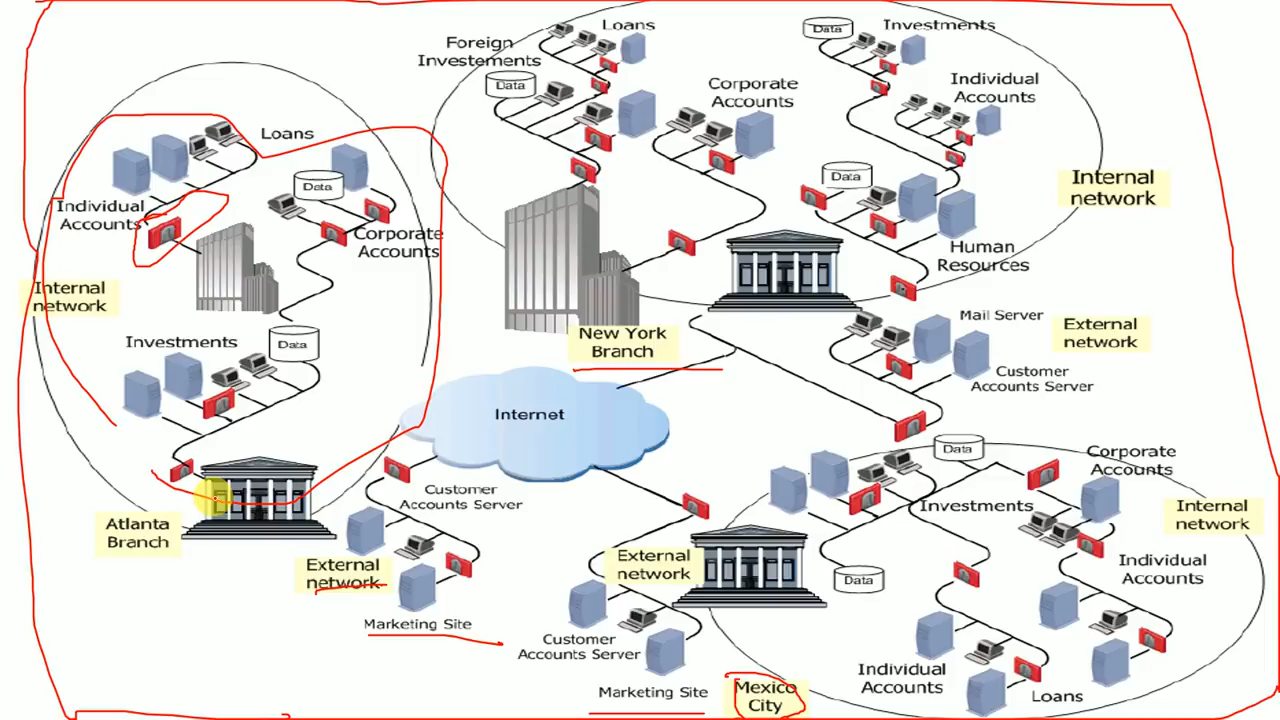 Loans
Individual
Accounts
Data
Corporate
Accounts
Internal
network
Investments
Data
Atlanta
Branch
Foreign
Investements
Loans
Data
Corporate
Accounts
Data
Investments
Individual
Accounts
Internal
network
Data
Human
Resources
New York
Branch
Mail Server
External
network
Customer
Accounts Server
Internet
Customer
Accounts Server
External
network
Marketing Site
External
network
Customer
Accounts Server
Marketing Site
Mexico
City
Data
Corporate
Accounts
Investments
Internal
network
Data
Individual
Accounts
Individual
Accounts
Loans